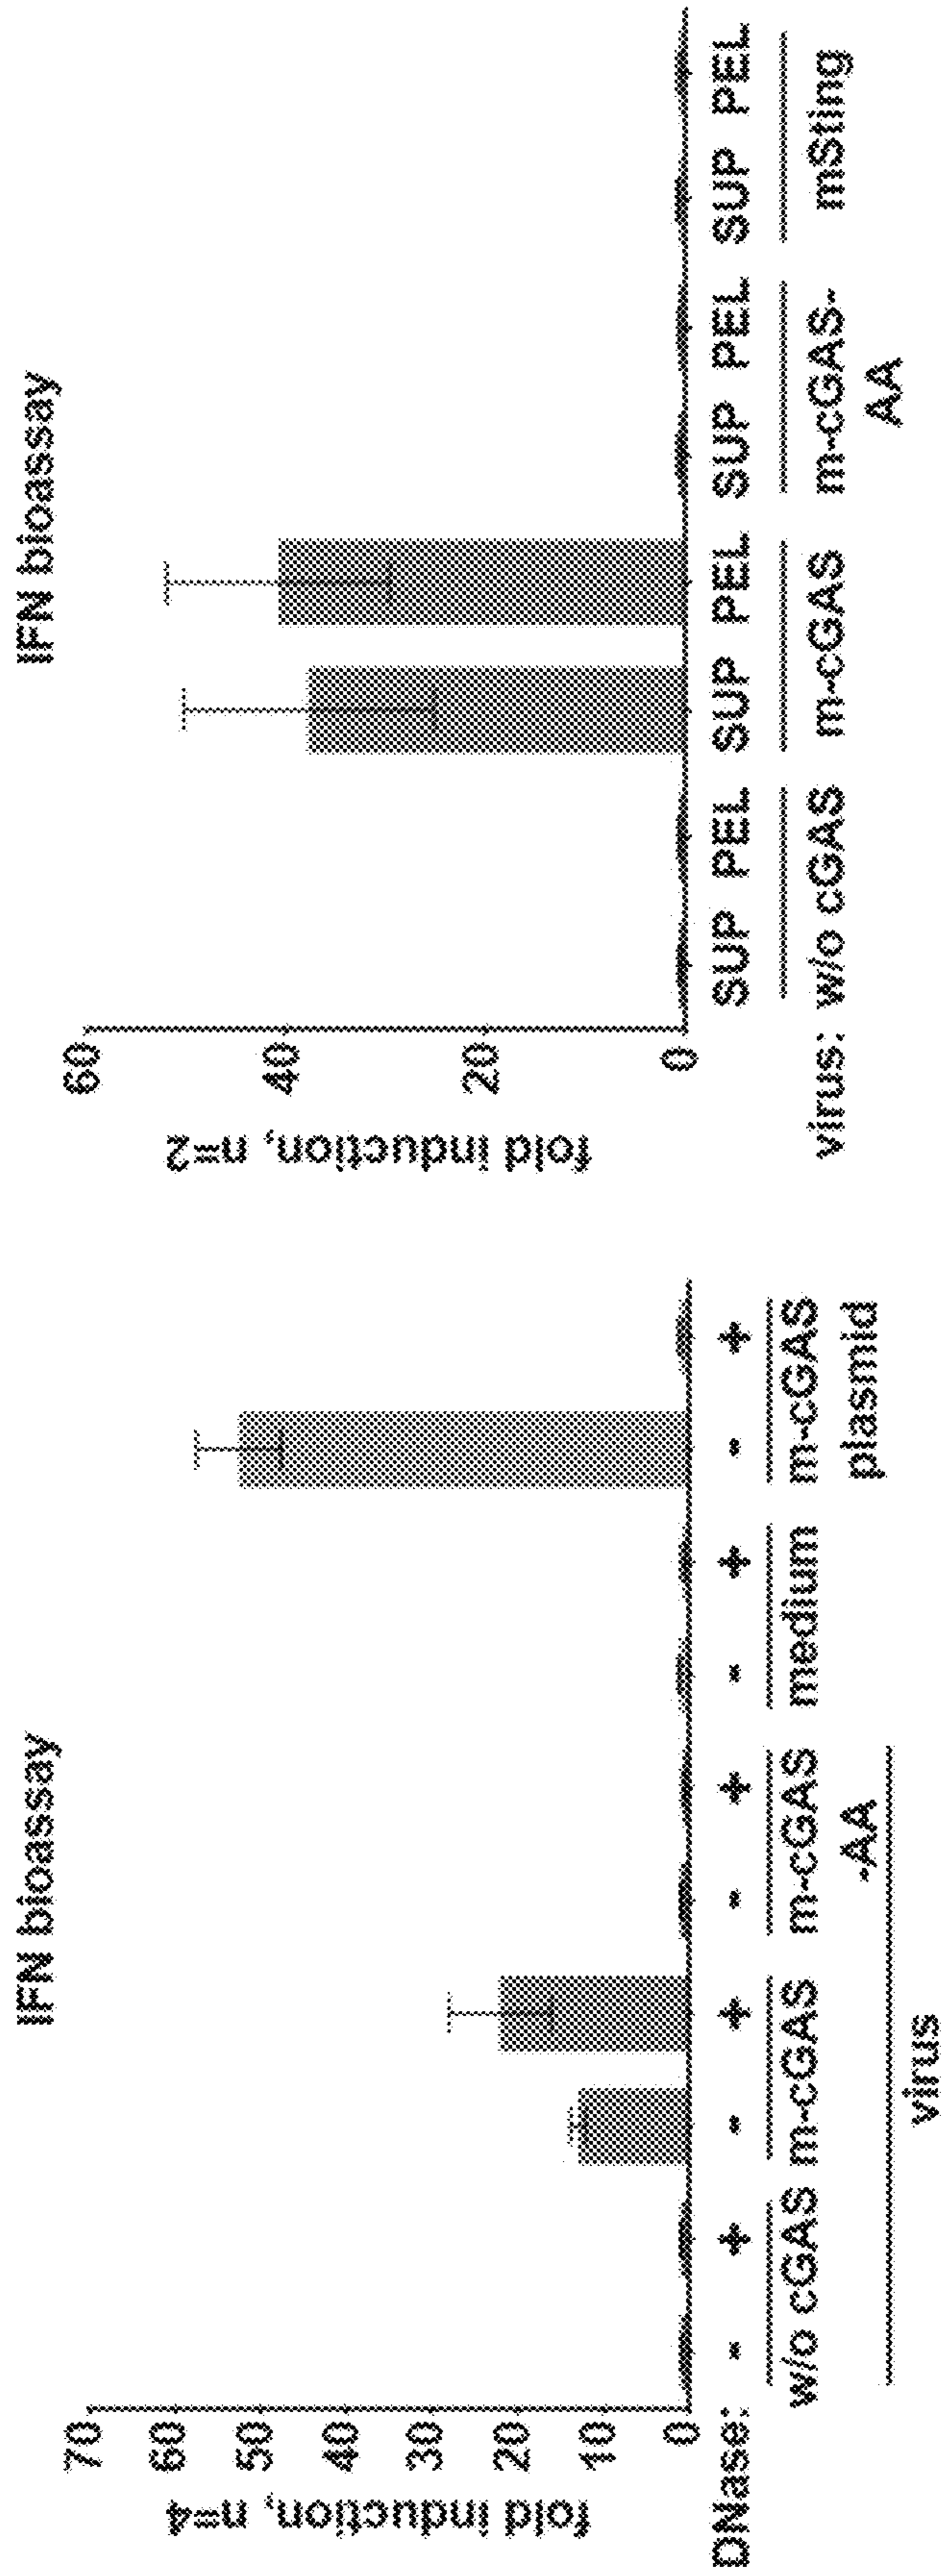 IFN bioassay
fold induction, n=4
70
60
50
40
30
20
10
0
DNase: - + - + - + - + - +
w/o cGAS m-cGAS m-cGAS medium m-cGAS
-AA plasmid
virus
IFN bioassay
fold induction, n=2
60
40
20
0
SUP PEL SUP PEL SUP PEL SUP PEL
virus: w/o cGAS m-cGAS m-cGAS- mSting
AA